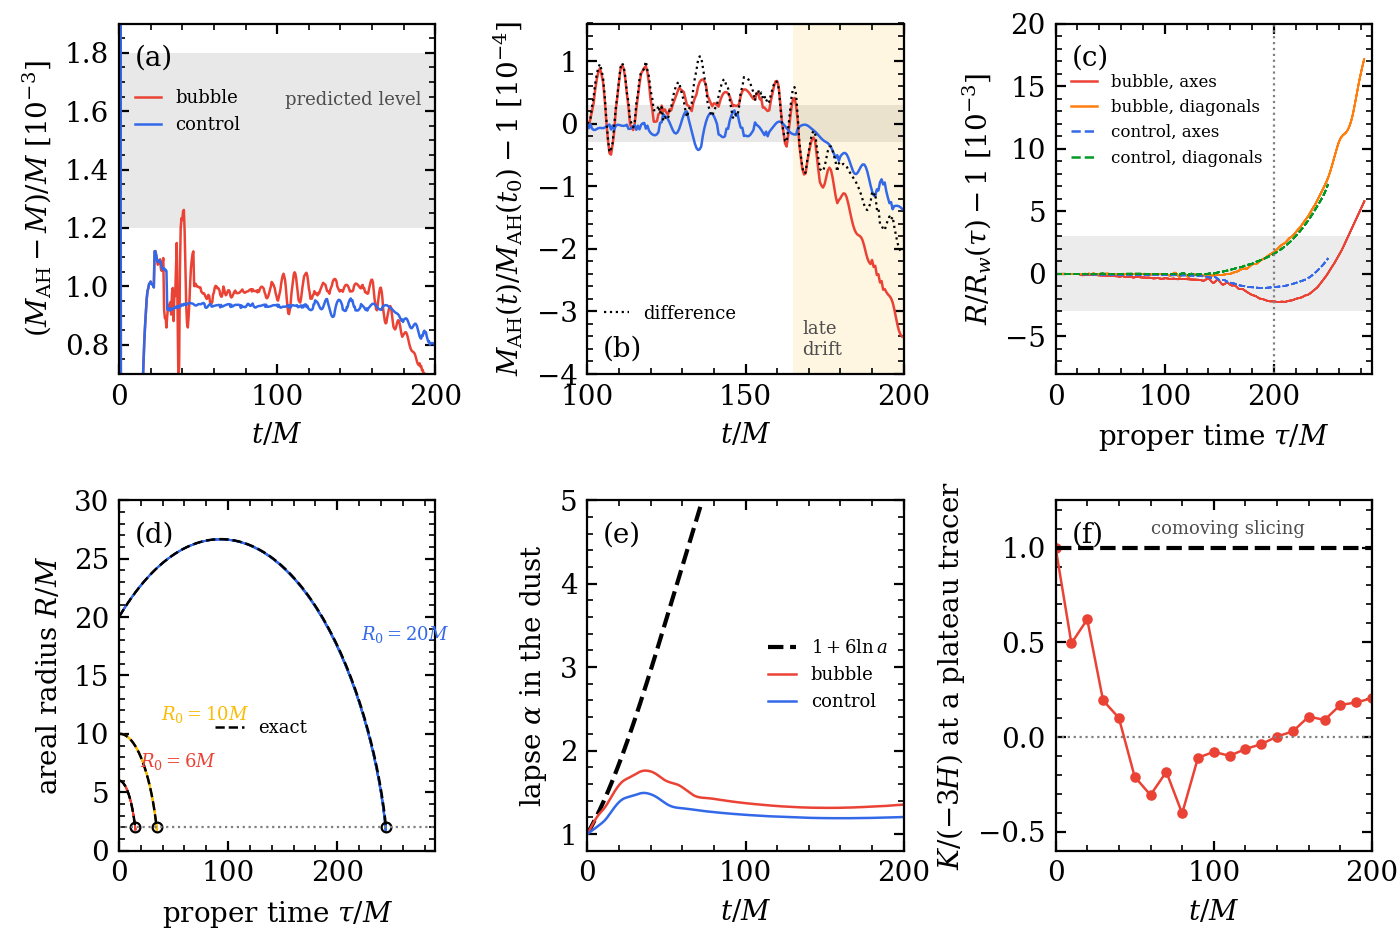 (a)
bubble
control
predicted level
(M_AH − M)/M [10⁻³]
1.8
1.6
1.4
1.2
1.0
0.8
0
100
200
t/M
(b)
difference
late
drift
M_AH(t)/M_AH(t₀) − 1 [10⁻⁴]
1
0
−1
−2
−3
−4
100
150
200
t/M
(c)
bubble, axes
bubble, diagonals
control, axes
control, diagonals
R/R_w(τ) − 1 [10⁻³]
20
15
10
5
0
−5
0
100
200
proper time τ/M
(d)
R₀ = 20M
R₀ = 10M
exact
R₀ = 6M
areal radius R/M
30
25
20
15
10
5
0
0
100
200
proper time τ/M
(e)
1 + 6 ln a
bubble
control
lapse α in the dust
5
4
3
2
1
0
100
200
t/M
(f)
comoving slicing
K/(−3H) at a plateau tracer
1.0
0.5
0.0
−0.5
0
100
200
t/M